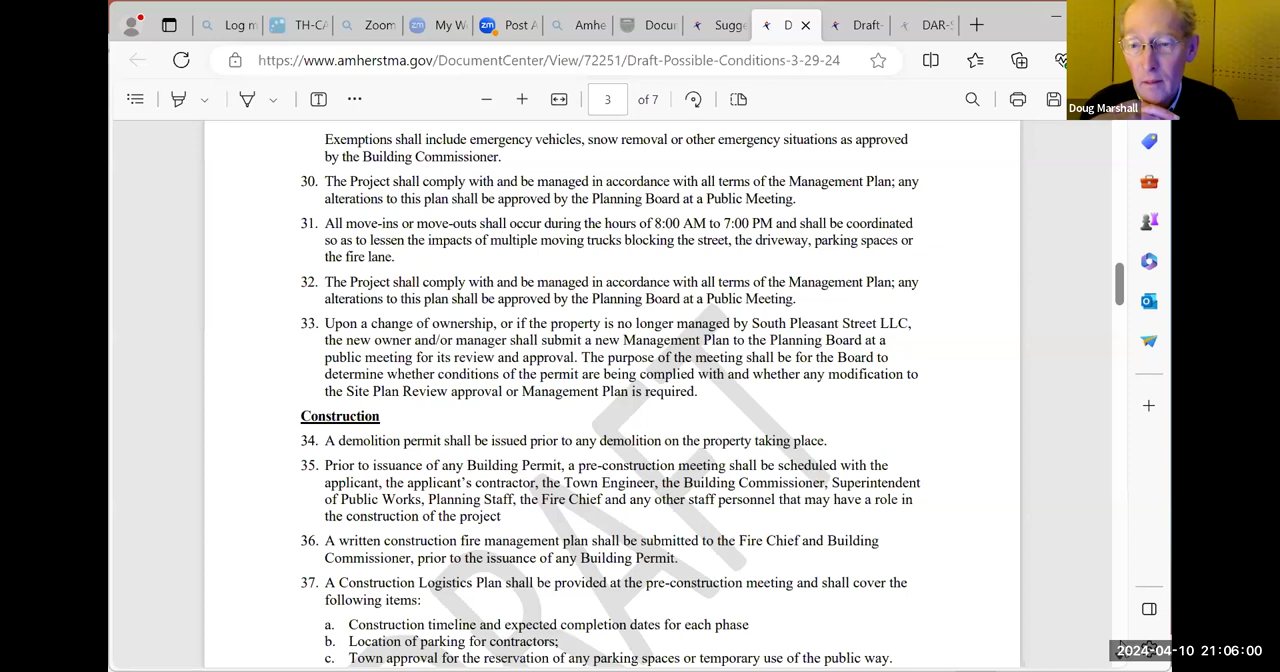 Log m
TH-CA
Zoom
My W
Post A
Amhe
Docu
Sugg
D
Draft-
DAR-S
https://www.amherstma.gov/DocumentCenter/View/72251/Draft-Possible-Conditions-3-29-24
3 of 7
Doug Marshall
Exemptions shall include emergency vehicles, snow removal or other emergency situations as approved
by the Building Commissioner.
30. The Project shall comply with and be managed in accordance with all terms of the Management Plan; any
alterations to this plan shall be approved by the Planning Board at a Public Meeting.
31. All move-ins or move-outs shall occur during the hours of 8:00 AM to 7:00 PM and shall be coordinated
so as to lessen the impacts of multiple moving trucks blocking the street, the driveway, parking spaces or
the fire lane.
32. The Project shall comply with and be managed in accordance with all terms of the Management Plan; any
alterations to this plan shall be approved by the Planning Board at a Public Meeting.
33. Upon a change of ownership, or if the property is no longer managed by South Pleasant Street LLC,
the new owner and/or manager shall submit a new Management Plan to the Planning Board at a
public meeting for its review and approval. The purpose of the meeting shall be for the Board to
determine whether conditions of the permit are being complied with and whether any modification to
the Site Plan Review approval or Management Plan is required.
Construction
34. A demolition permit shall be issued prior to any demolition on the property taking place.
35. Prior to issuance of any Building Permit, a pre-construction meeting shall be scheduled with the
applicant, the applicant's contractor, the Town Engineer, the Building Commissioner, Superintendent
of Public Works, Planning Staff, the Fire Chief and any other staff personnel that may have a role in
the construction of the project
36. A written construction fire management plan shall be submitted to the Fire Chief and Building
Commissioner, prior to the issuance of any Building Permit.
37. A Construction Logistics Plan shall be provided at the pre-construction meeting and shall cover the
following items:
a. Construction timeline and expected completion dates for each phase
b. Location of parking for contractors;
c. Town approval for the reservation of any parking spaces or temporary use of the public way.
DRAFT
2024-04-10 21:06:00